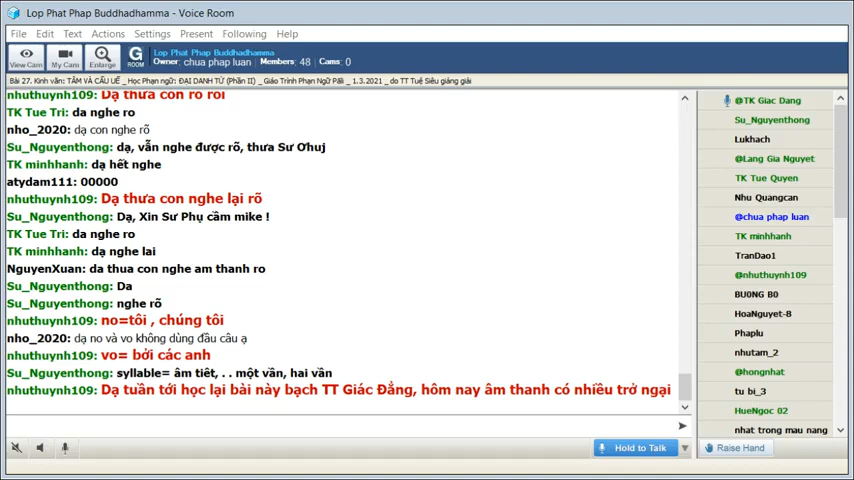 Lop Phat Phap Buddhadhamma - Voice Room
File Edit Text Actions Settings Present Following Help
Lop Phat Phap Buddhadhamma
Owner: chua phap luan Members: 48 Cams: 0
View Cam My Cam Enlarge G ROOM
Bài 27. Kinh văn: TÂM VÀ CẤU UẾ _ Học Phạn ngữ: ĐẠI DANH TỪ (Phần II) _ Giáo Trình Phạn Ngữ Pāli _ 1.3.2021 _ do TT Tuệ Siêu giảng giải
nhuthuynh109: Dạ thưa con rõ rồi
TK Tue Tri: da nghe ro
nho_2020: dạ con nghe rõ
Su_Nguyenthong: dạ, vẫn nghe được rõ, thưa Sư O'huj
TK minhhanh: dạ hết nghe
atydam111: 00000
nhuthuynh109: Dạ thưa con nghe lại rõ
Su_Nguyenthong: Dạ, Xin Sư Phụ cầm mike !
TK Tue Tri: da nghe ro
TK minhhanh: dạ nghe lai
NguyenXuan: da thua con nghe am thanh ro
Su_Nguyenthong: Da
Su_Nguyenthong: nghe rõ
nhuthuynh109: no=tôi , chúng tôi
nho_2020: dạ no và vo không dùng đầu câu ạ
nhuthuynh109: vo= bởi các anh
Su_Nguyenthong: syllable= âm tiêt, . . một vần, hai vần
nhuthuynh109: Dạ tuần tới học lại bài này bạch TT Giác Đẳng, hôm nay âm thanh có nhiều trở ngại
@TK Giac Dang
Su_Nguyenthong
Lukhach
@Lang Gia Nguyet
TK Tue Quyen
Nhu Quangcan
@chua phap luan
TK minhhanh
TranDao1
@nhuthuynh109
BU0NG B0
HoaNguyet-8
Phaplu
nhutam_2
@hongnhat
tu bi_3
HueNgoc 02
nhat trong mau nang
Hold to Talk Raise Hand